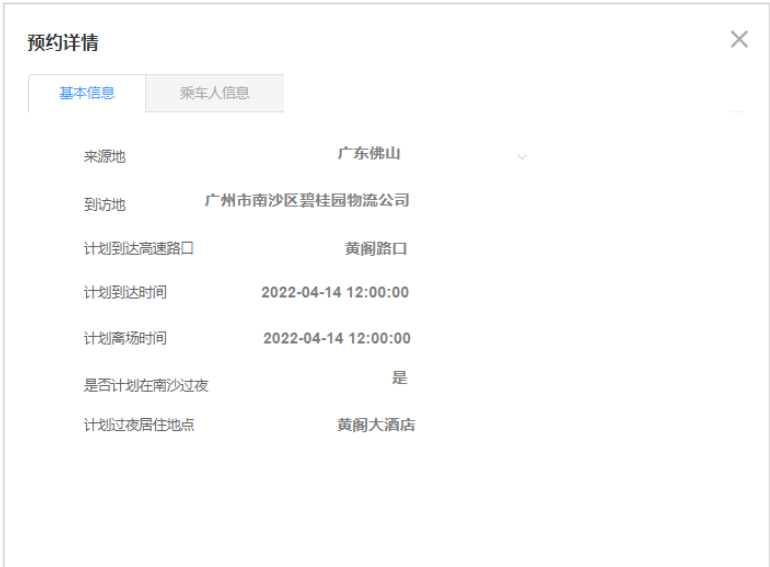 预约详情
基本信息 乘车人信息
来源地 广东佛山
到访地 广州市南沙区碧桂园物流公司
计划到达高速路口 黄阁路口
计划到达时间 2022-04-14 12:00:00
计划离场时间 2022-04-14 12:00:00
是否计划在南沙过夜 是
计划过夜居住地点 黄阁大酒店